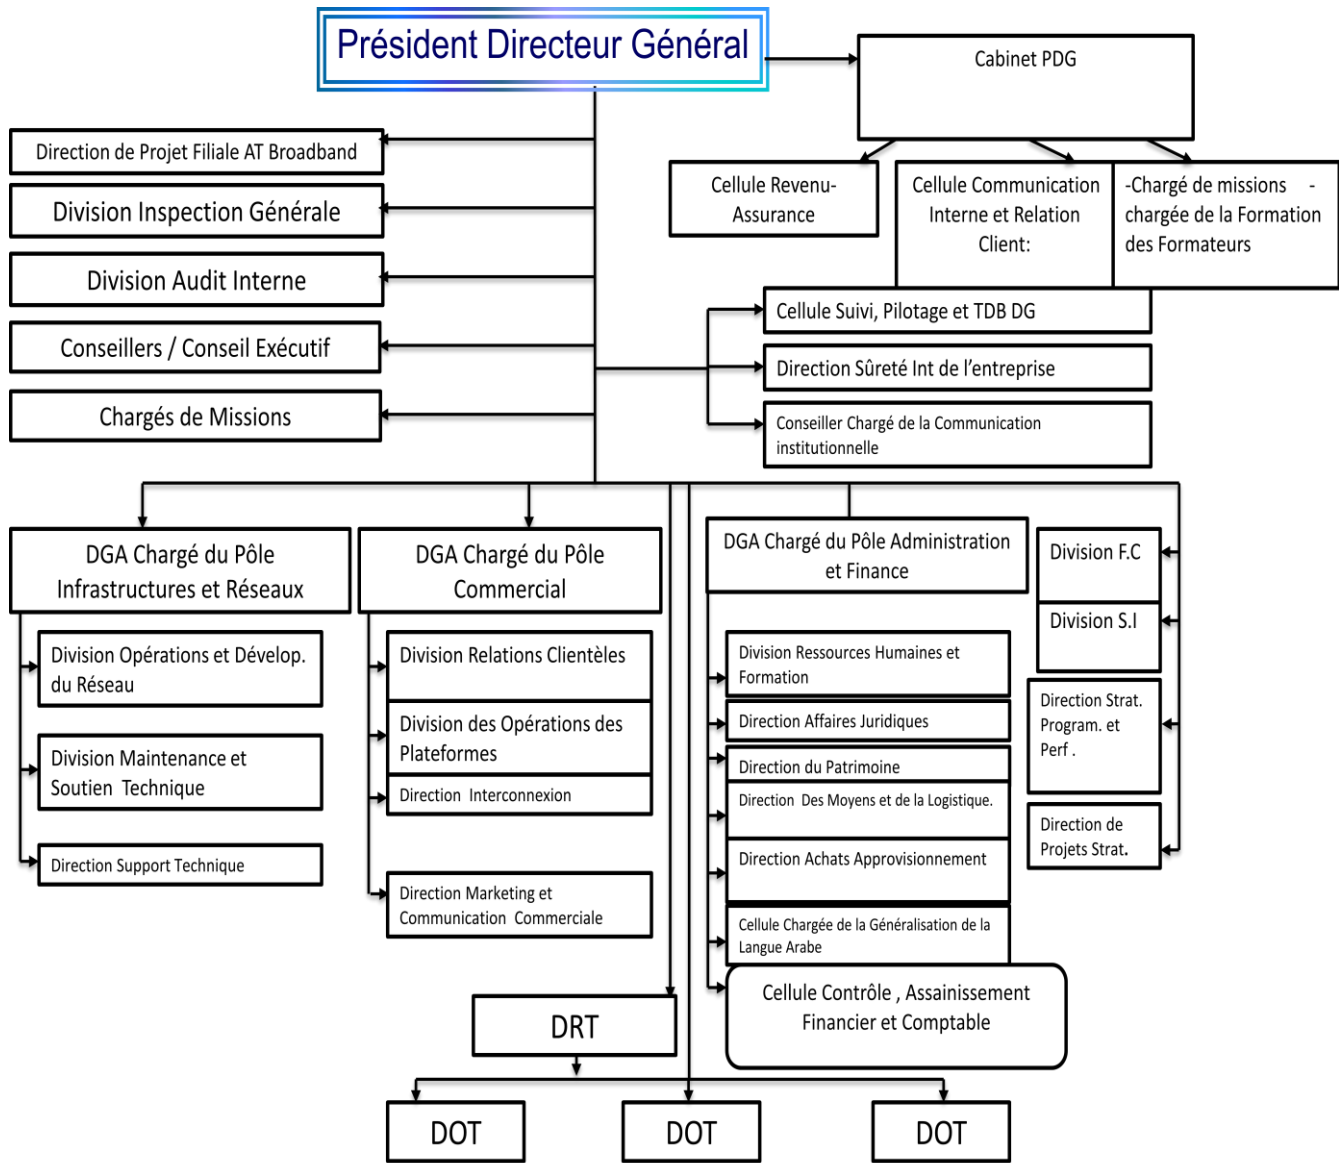 Président Directeur Général
Cabinet PDG
Direction de Projet Filiale AT Broadband
Division Inspection Générale
Division Audit Interne
Conseillers / Conseil Exécutif
Chargés de Missions
Cellule Revenu-
Assurance
Cellule Communication
Interne et Relation
Client:
-Chargé de missions -
chargée de la Formation
des Formateurs
Cellule Suivi, Pilotage et TDB DG
Direction Sûreté Int de l’entreprise
Conseiller Chargé de la Communication
institutionnelle
DGA Chargé du Pôle
Infrastructures et Réseaux
Division Opérations et Dévelop.
du Réseau
Division Maintenance et
Soutien Technique
Direction Support Technique
DGA Chargé du Pôle
Commercial
Division Relations Clientèles
Division des Opérations des
Plateformes
Direction Interconnexion
Direction Marketing et
Communication Commerciale
DGA Chargé du Pôle Administration
et Finance
Division Ressources Humaines et
Formation
Direction Affaires Juridiques
Direction du Patrimoine
Direction Des Moyens et de la Logistique.
Direction Achats Approvisionnement
Cellule Chargée de la Généralisation de la
Langue Arabe
Cellule Contrôle , Assainissement
Financier et Comptable
Division F.C
Division S.I
Direction Strat.
Program. et
Perf .
Direction de
Projets Strat.
DRT
DOT
DOT
DOT